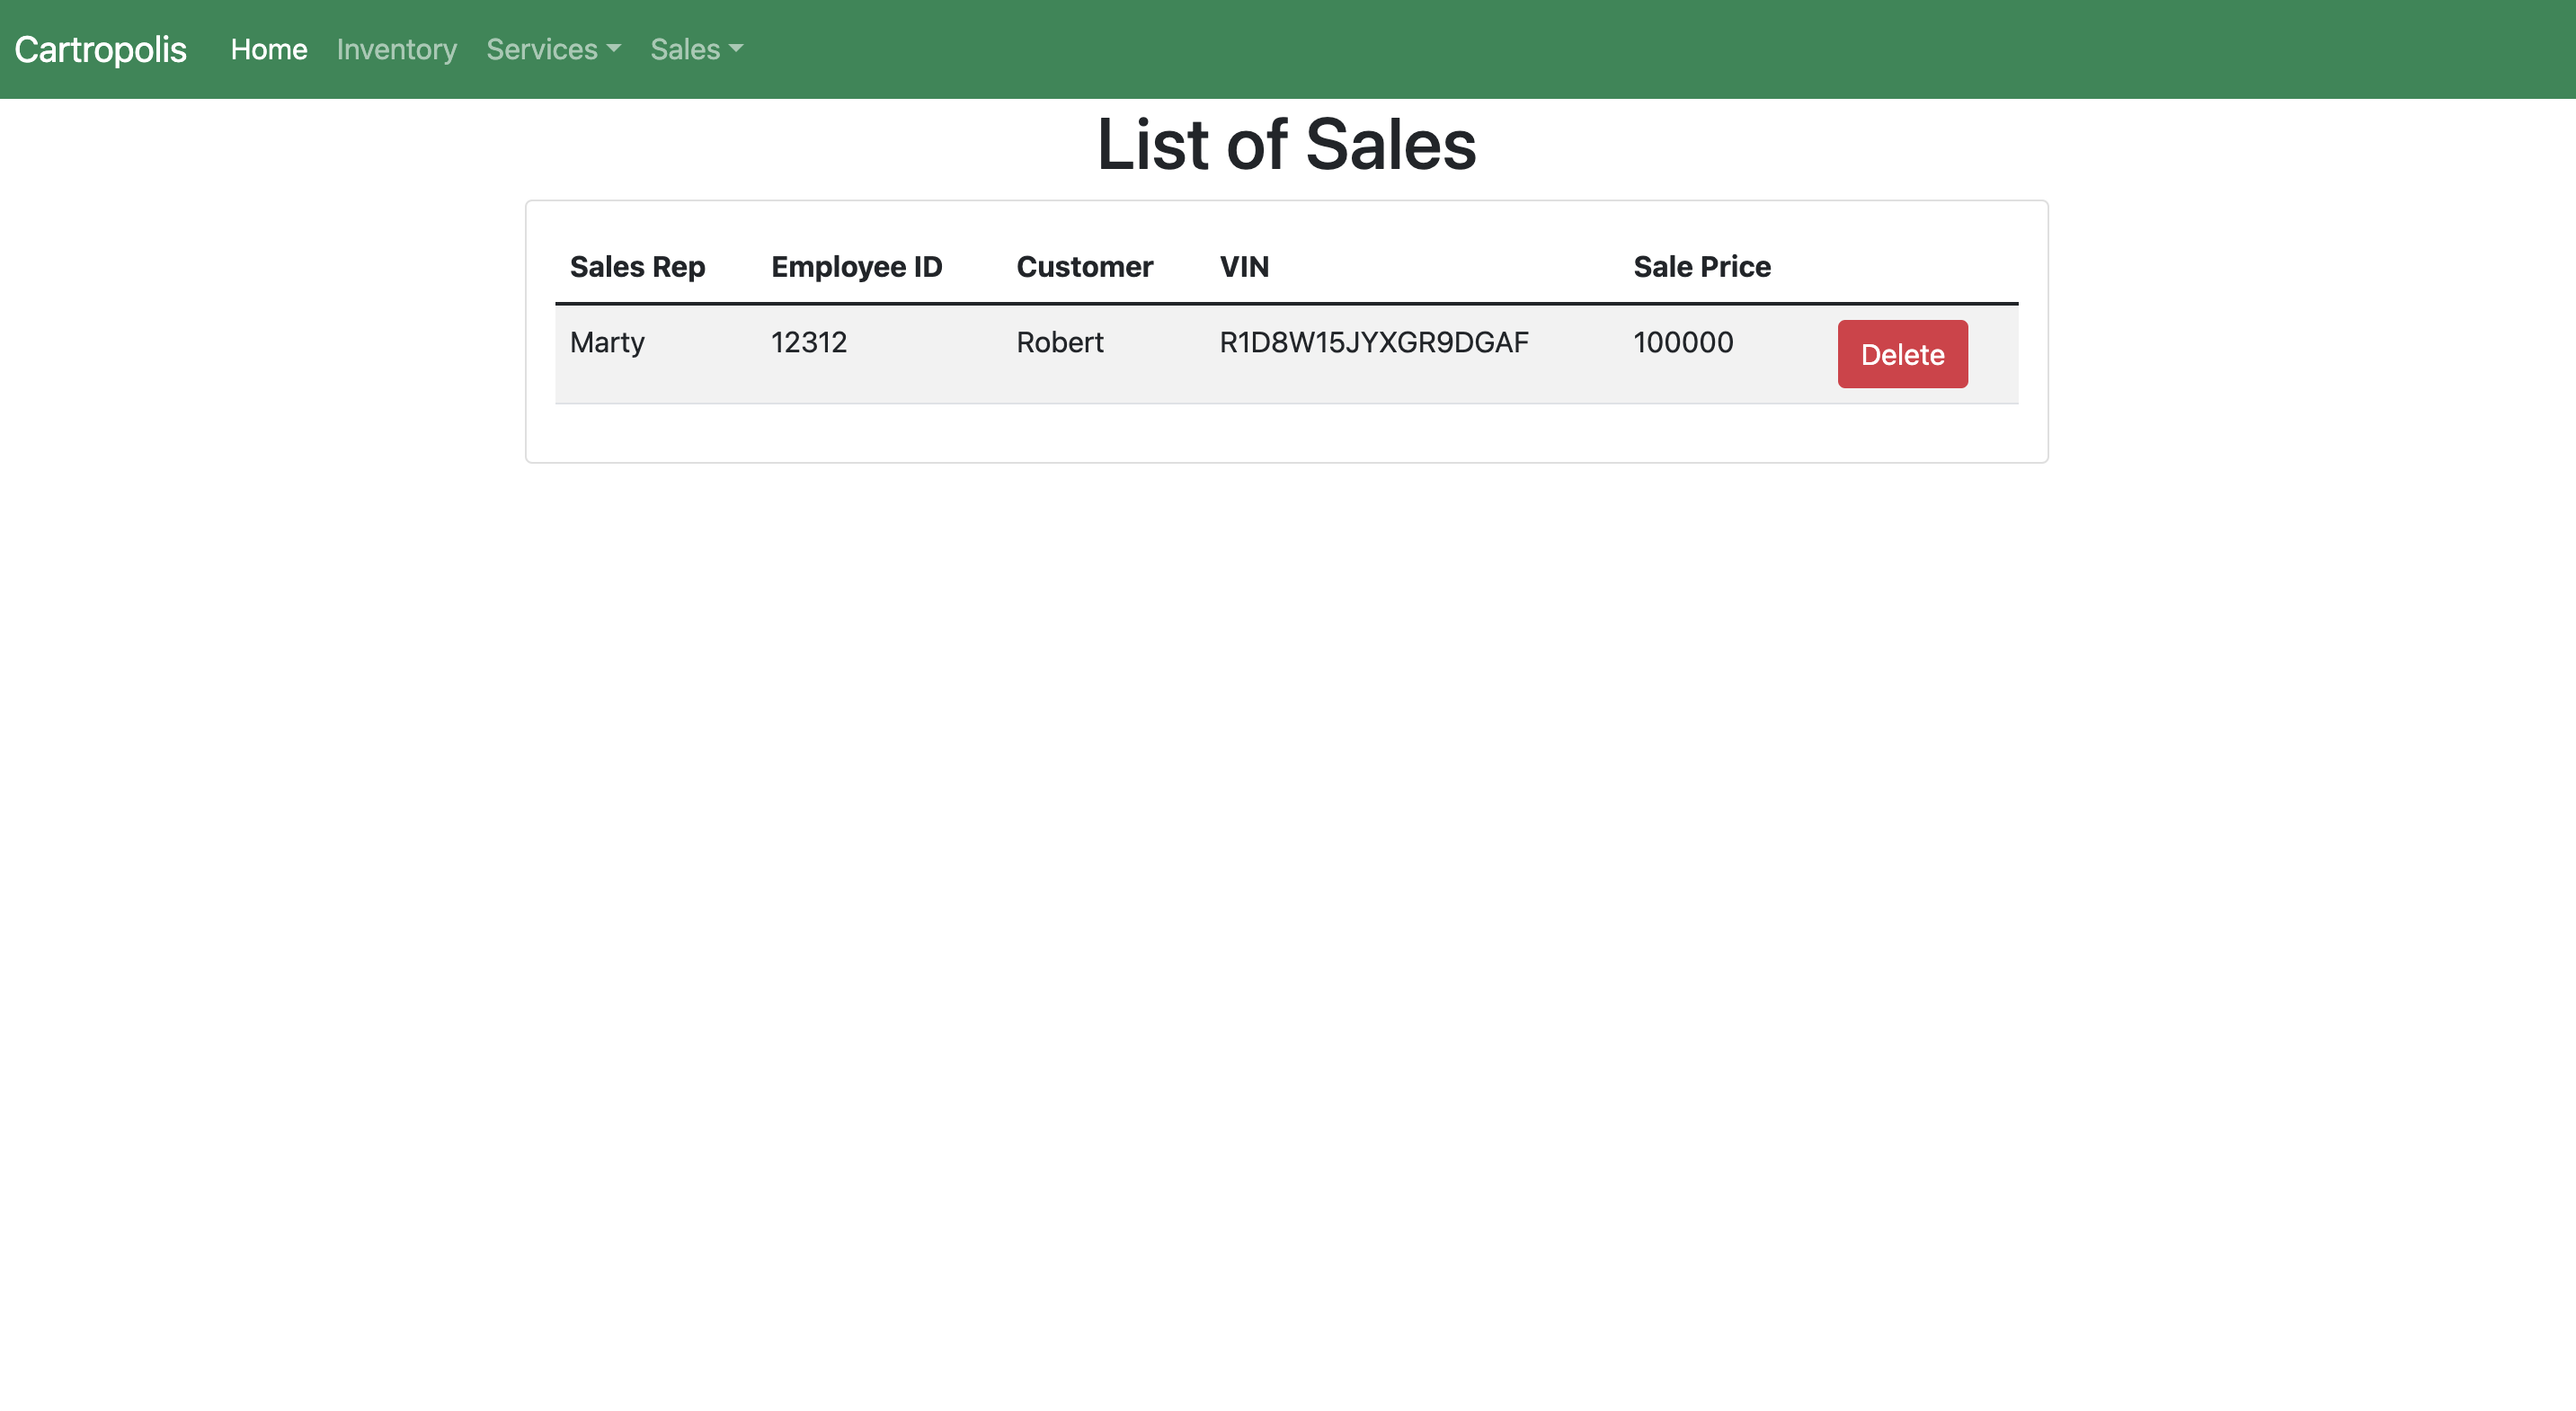 Cartropolis Home Inventory Services Sales
List of Sales
Sales Rep Employee ID Customer VIN Sale Price
Marty 12312 Robert R1D8W15JYXGR9DGAF 100000 Delete